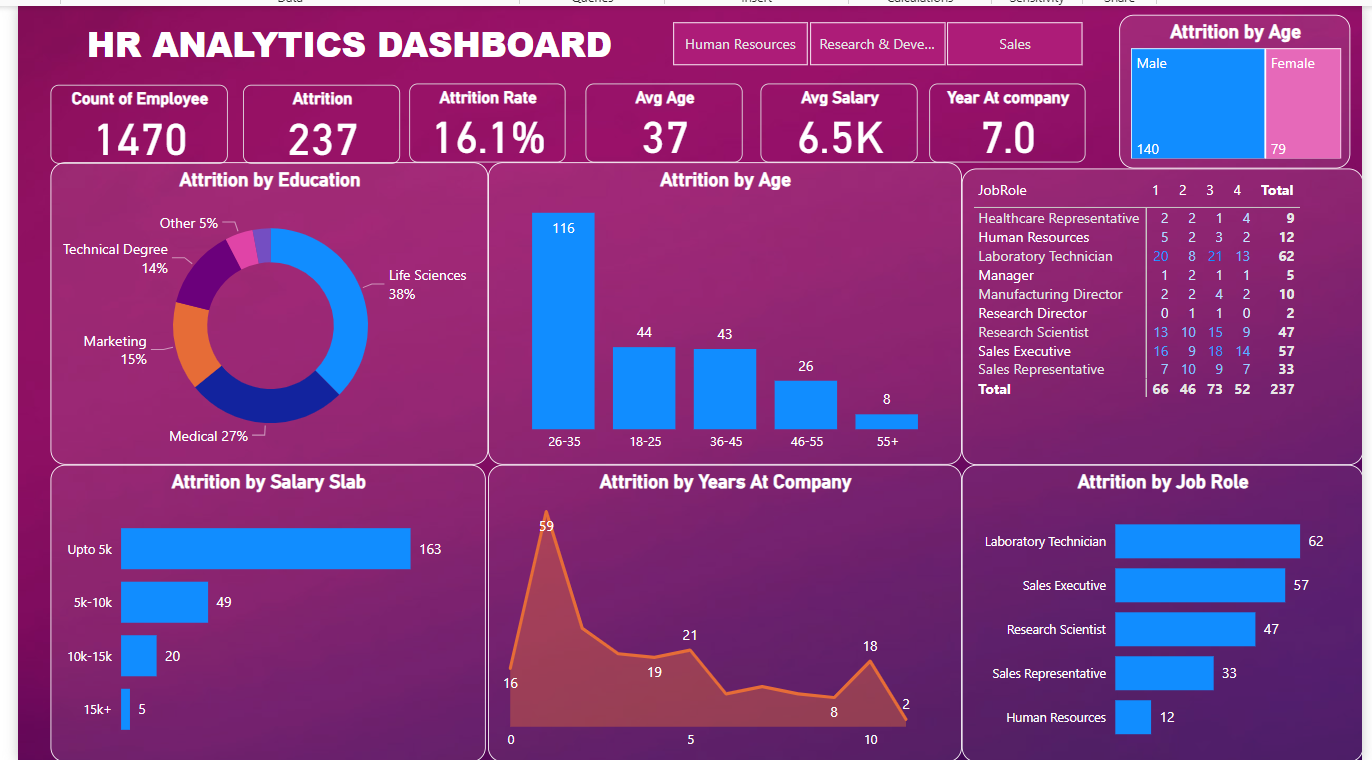 Data Queries Insert Calculations Sensitivity Share
HR ANALYTICS DASHBOARD
Human Resources
Research & Deve...
Sales
Attrition by Age
Male
Female
140
79
Count of Employee
1470
Attrition
237
Attrition Rate
16.1%
Avg Age
37
Avg Salary
6.5K
Year At company
7.0
Attrition by Education
Other 5%
Technical Degree
14%
Life Sciences
38%
Marketing
15%
Medical 27%
Attrition by Age
116
44
43
26
8
26-35 18-25 36-45 46-55 55+
JobRole 1 2 3 4 Total
Healthcare Representative 2 2 1 4 9
Human Resources 5 2 3 2 12
Laboratory Technician 20 8 21 13 62
Manager 1 2 1 1 5
Manufacturing Director 2 2 4 2 10
Research Director 0 1 1 0 2
Research Scientist 13 10 15 9 47
Sales Executive 16 9 18 14 57
Sales Representative 7 10 9 7 33
Total 66 46 73 52 237
Attrition by Salary Slab
Upto 5k 163
5k-10k 49
10k-15k 20
15k+ 5
Attrition by Years At Company
59
21
18
16
19
8
2
0 5 10
Attrition by Job Role
Laboratory Technician 62
Sales Executive 57
Research Scientist 47
Sales Representative 33
Human Resources 12